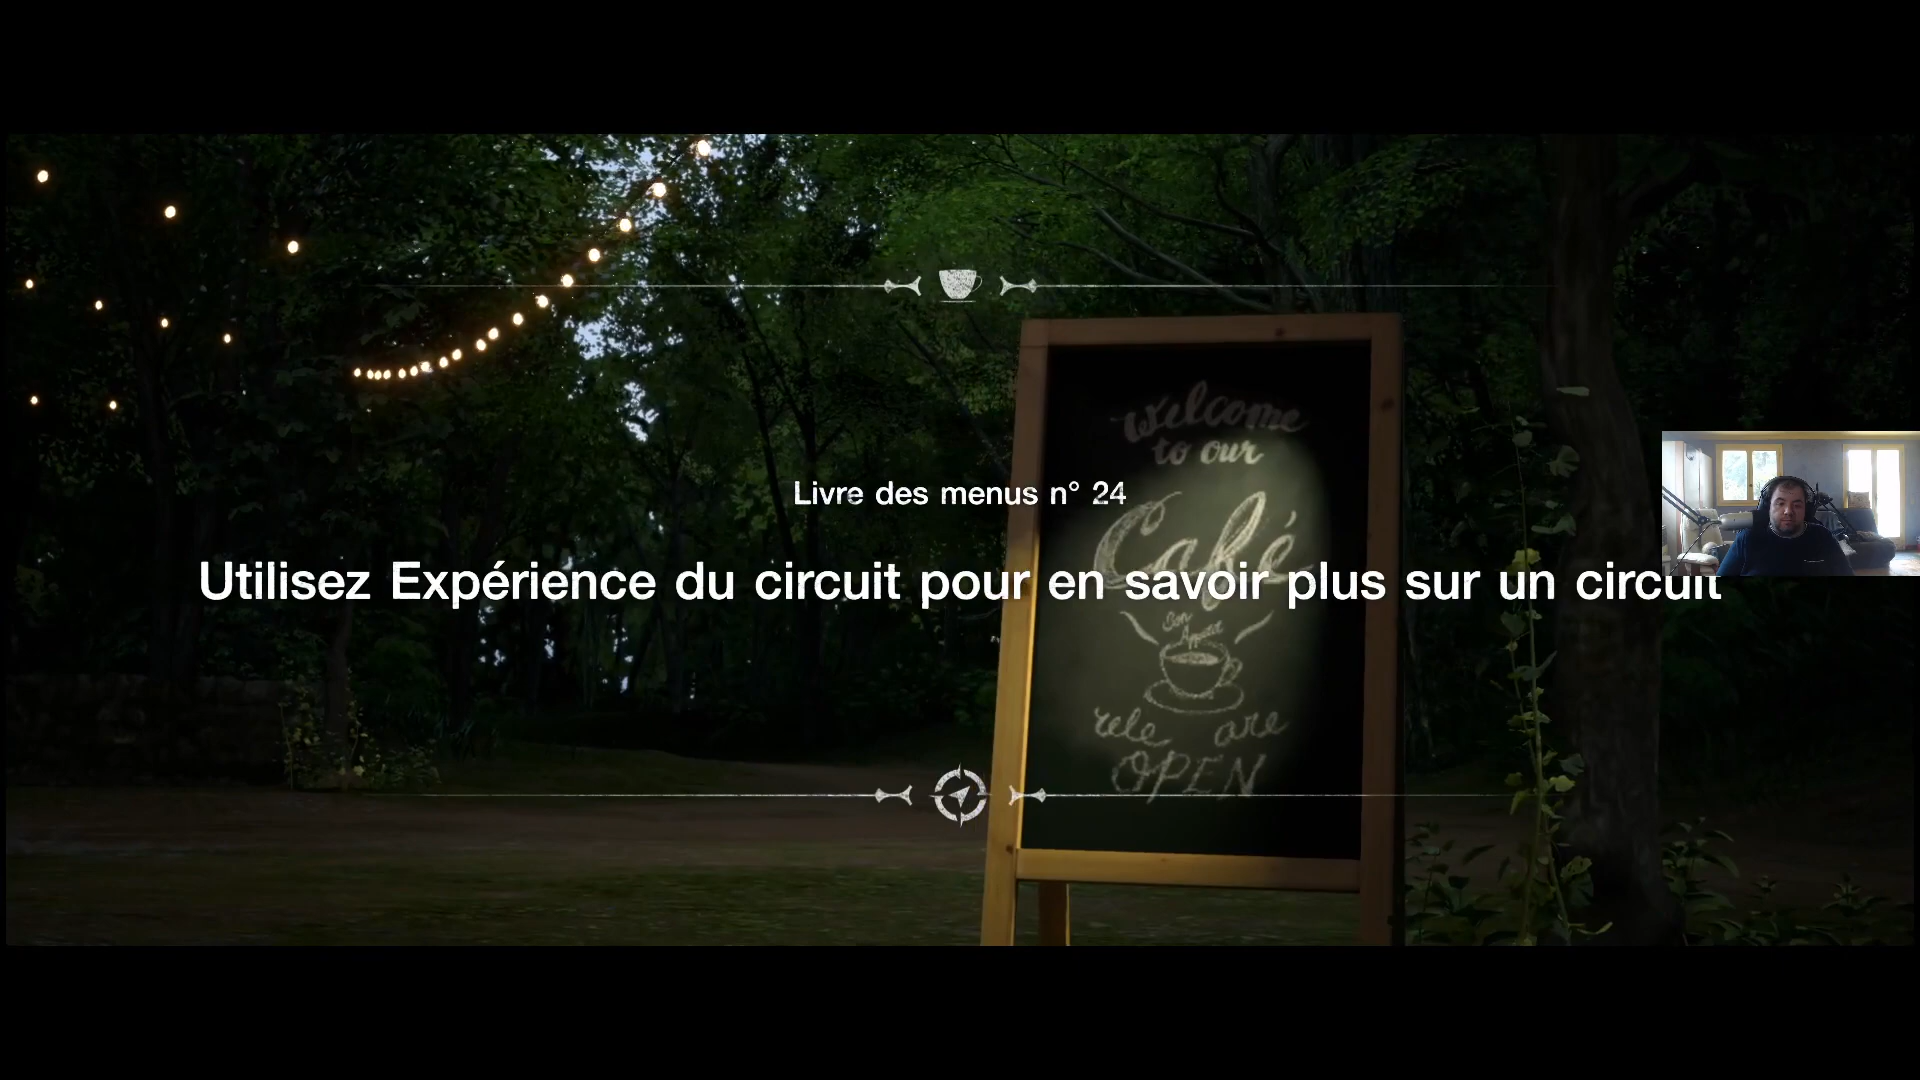 welcome
to our
Livre des menus n° 24
Café
Utilisez Expérience du circuit pour en savoir plus sur un circuit
Bon
Appetit
we are
OPEN